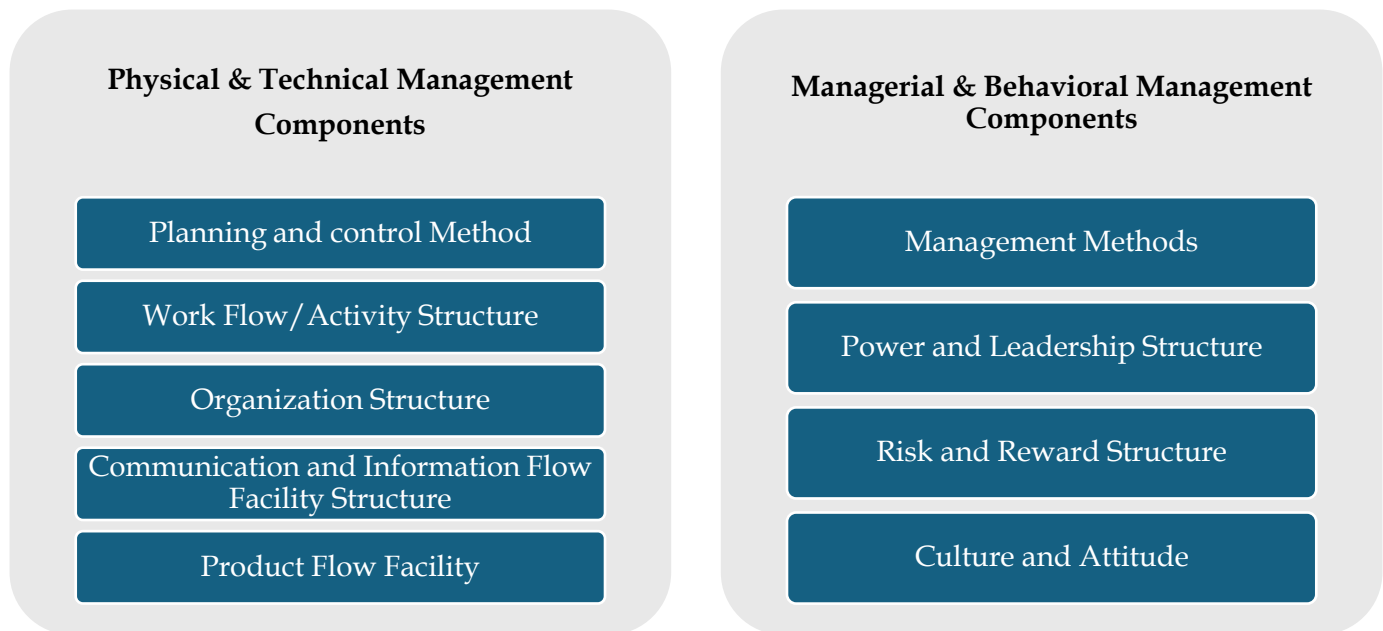 Physical & Technical Management
Components
Planning and control Method
Work Flow/Activity Structure
Organization Structure
Communication and Information Flow
Facility Structure
Product Flow Facility
Managerial & Behavioral Management
Components
Management Methods
Power and Leadership Structure
Risk and Reward Structure
Culture and Attitude